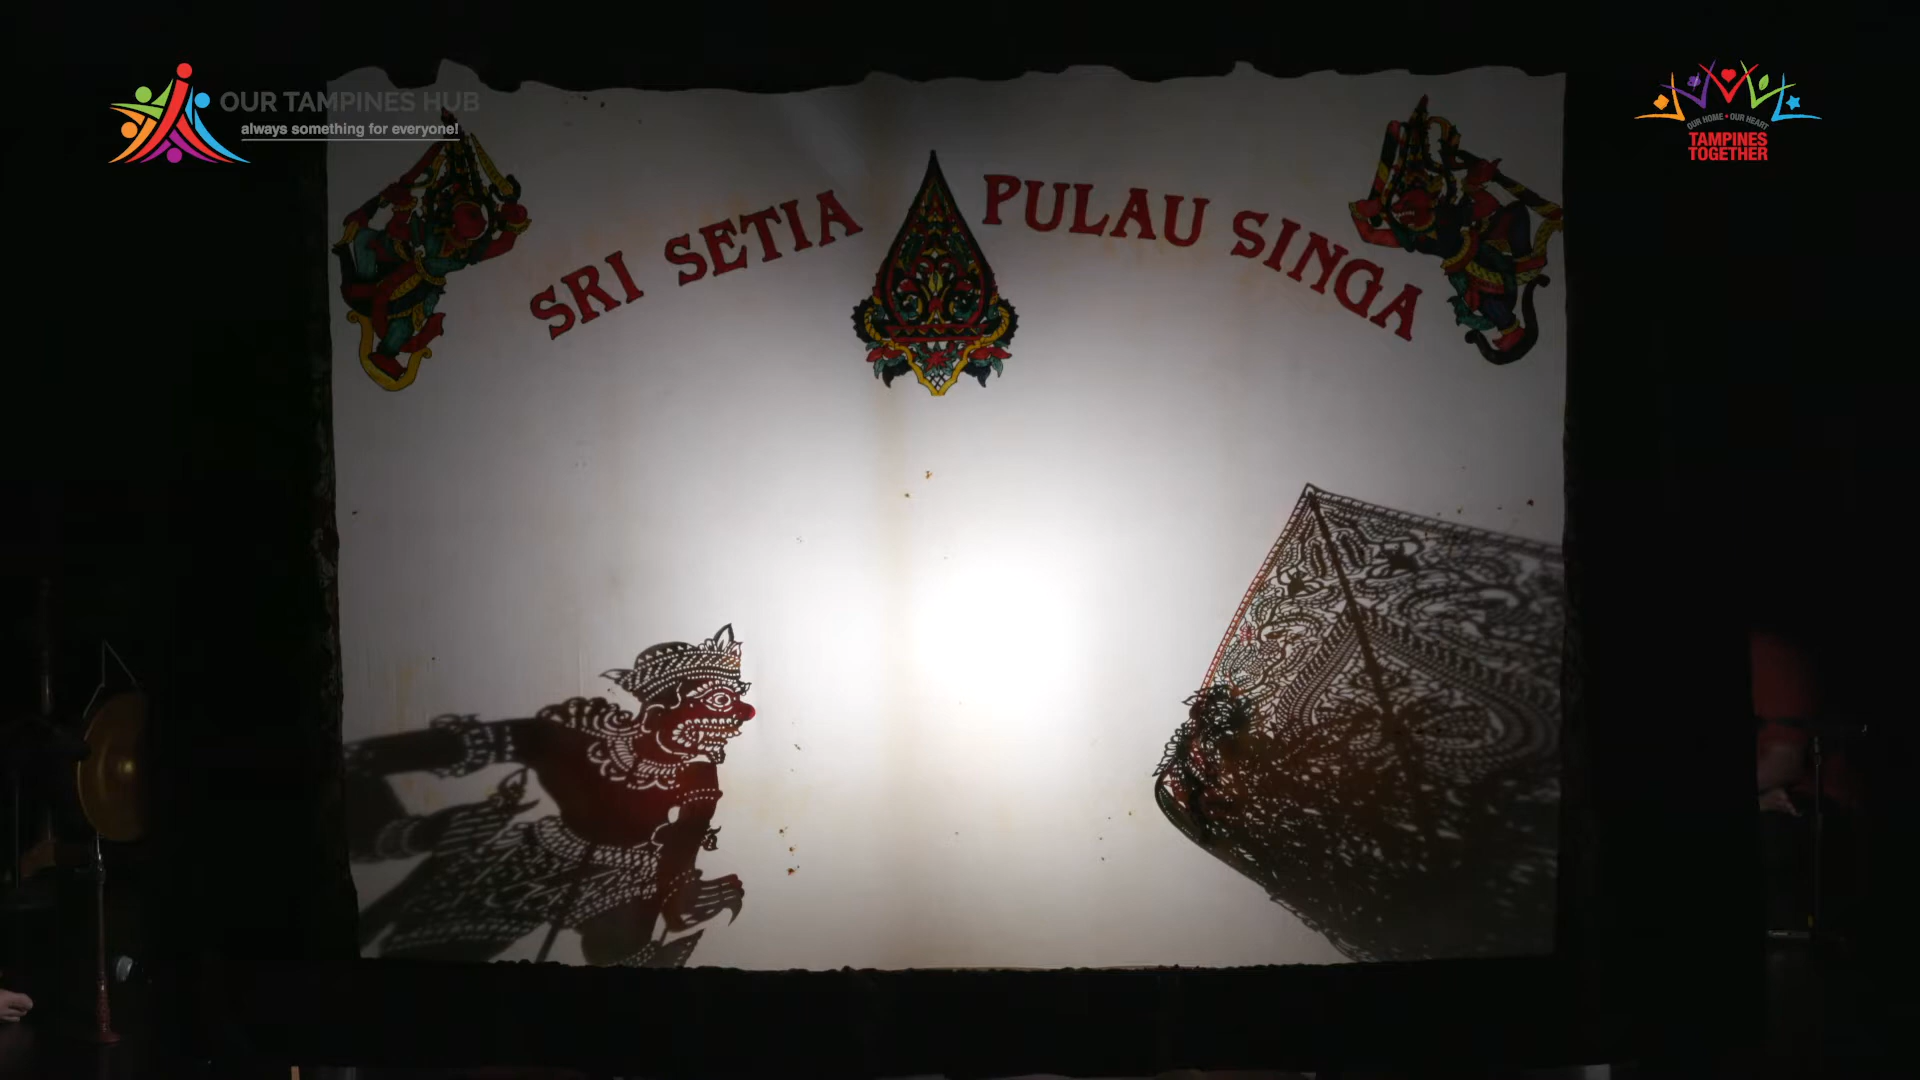 OUR TAMPINES HUB
always something for everyone!
OUR HOME • OUR HEART
TAMPINES
TOGETHER
SRI SETIA PULAU SINGA